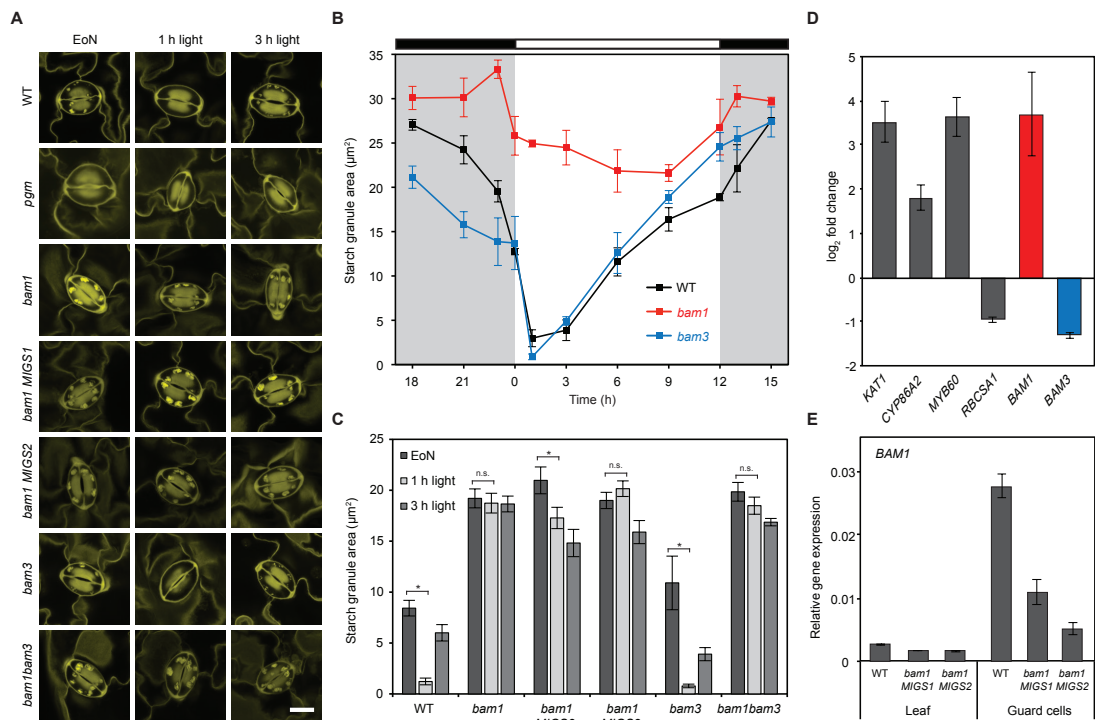 A
EoN
1 h light
3 h light
WT
pgm
bam1
bam1 MIGS1
bam1 MIGS2
bam3
bam1bam3
B
Starch granule area (µm²)
35
30
25
20
15
10
5
0
18
21
0
3
6
9
12
15
Time (h)
WT
bam1
bam3
C
Starch granule area (µm²)
25
20
15
10
5
0
EoN
1 h light
3 h light
*
n.s.
*
n.s.
*
n.s.
WT
bam1
bam1
bam1
bam3
bam1bam3
D
log₂ fold change
5
4
3
2
1
0
-1
-2
KAT1
CYP86A2
MYB60
RBCSA1
BAM1
BAM3
E
BAM1
Relative gene expression
0.03
0.02
0.01
0
WT
bam1
MIGS1
bam1
MIGS2
WT
bam1
MIGS1
bam1
MIGS2
Leaf
Guard cells